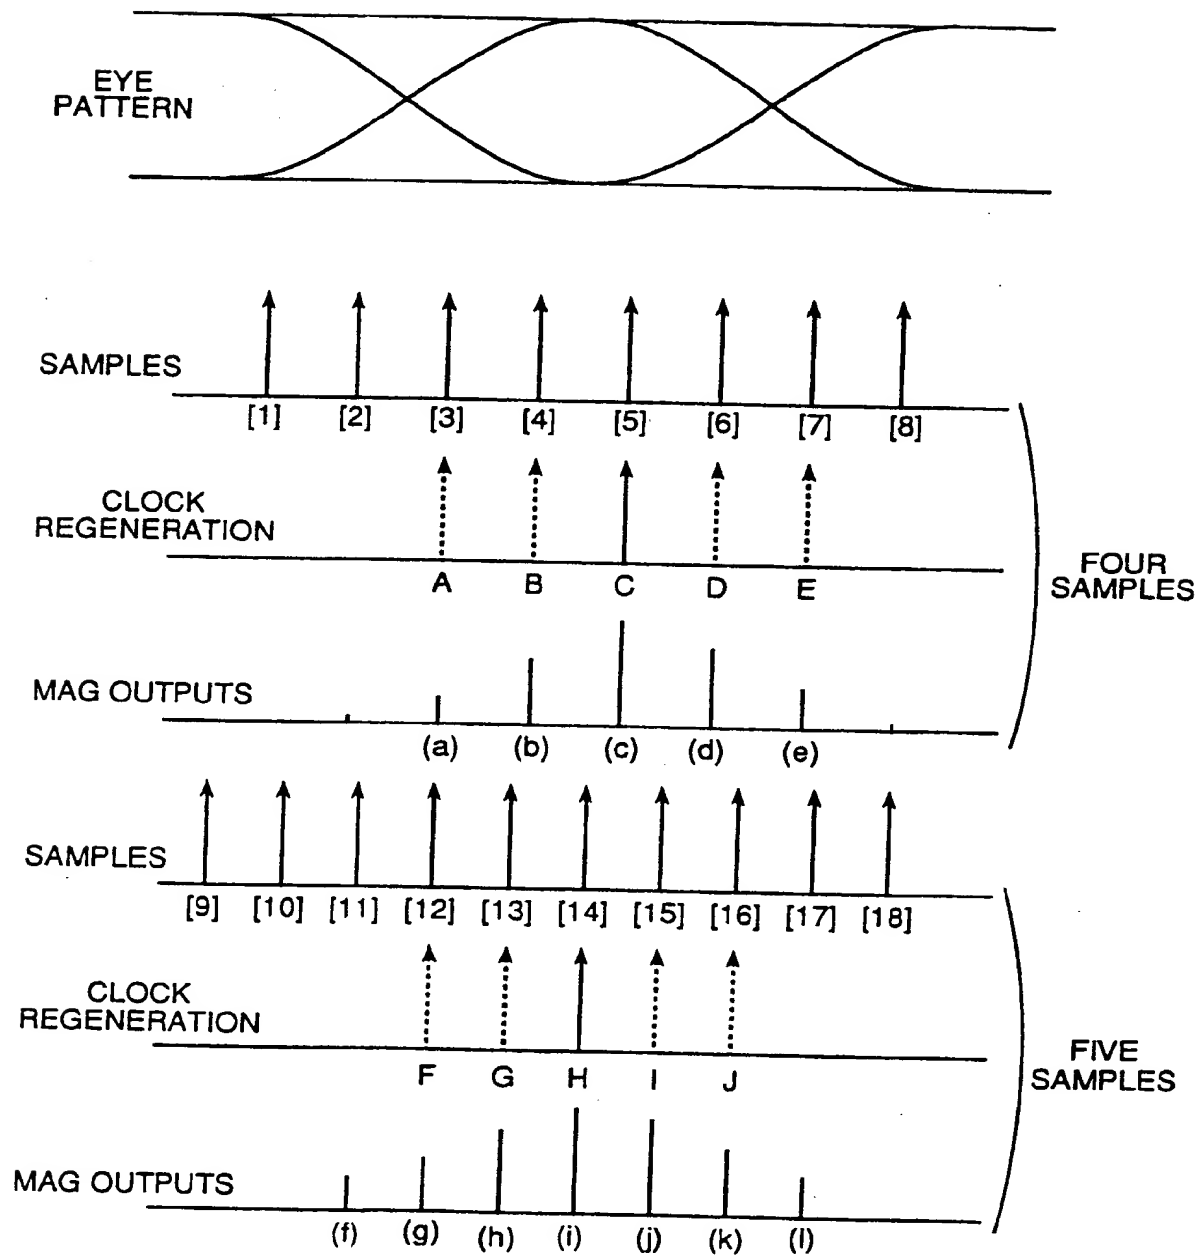 EYE
PATTERN
SAMPLES
[1] [2] [3] [4] [5] [6] [7] [8]
CLOCK
REGENERATION
A B C D E
FOUR
SAMPLES
MAG OUTPUTS
(a) (b) (c) (d) (e)
SAMPLES
[9] [10] [11] [12] [13] [14] [15] [16] [17] [18]
CLOCK
REGENERATION
F G H I J
FIVE
SAMPLES
MAG OUTPUTS
(f) (g) (h) (i) (j) (k) (l)